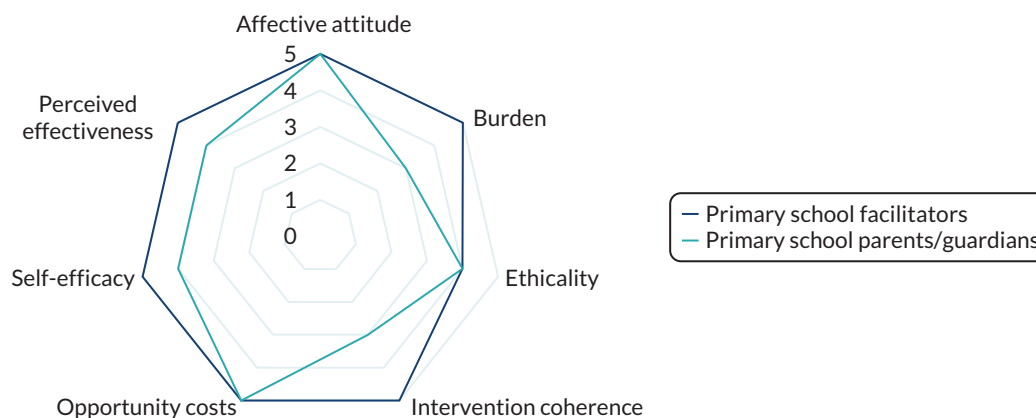 Affective attitude
5
4
3
2
1
0
Perceived
effectiveness
Burden
Self-efficacy
Ethicality
Opportunity costs
Intervention coherence
Primary school facilitators
Primary school parents/guardians